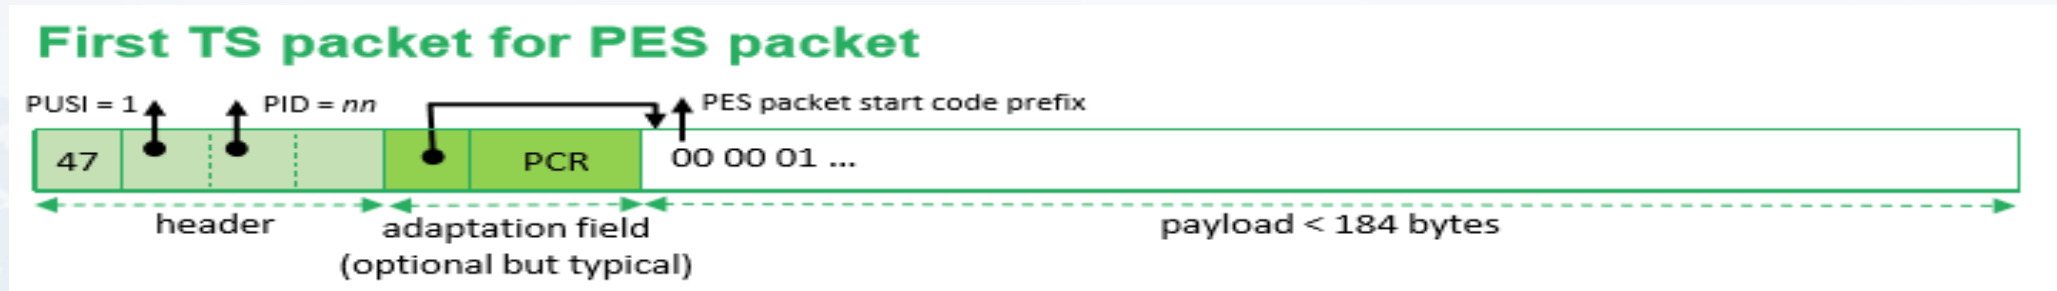 First TS packet for PES packet
PUSI = 1 PID = nn PES packet start code prefix
47 PCR 00 00 01 ...
header adaptation field payload < 184 bytes
(optional but typical)